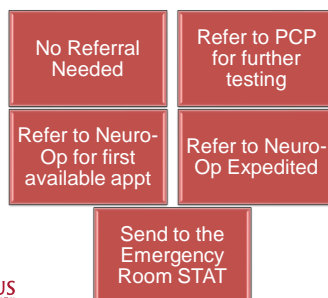 No Referral
Needed
Refer to PCP
for further
testing
Refer to Neuro-
Op for first
available appt
Refer to Neuro-
Op Expedited
Send to the
Emergency
Room STAT